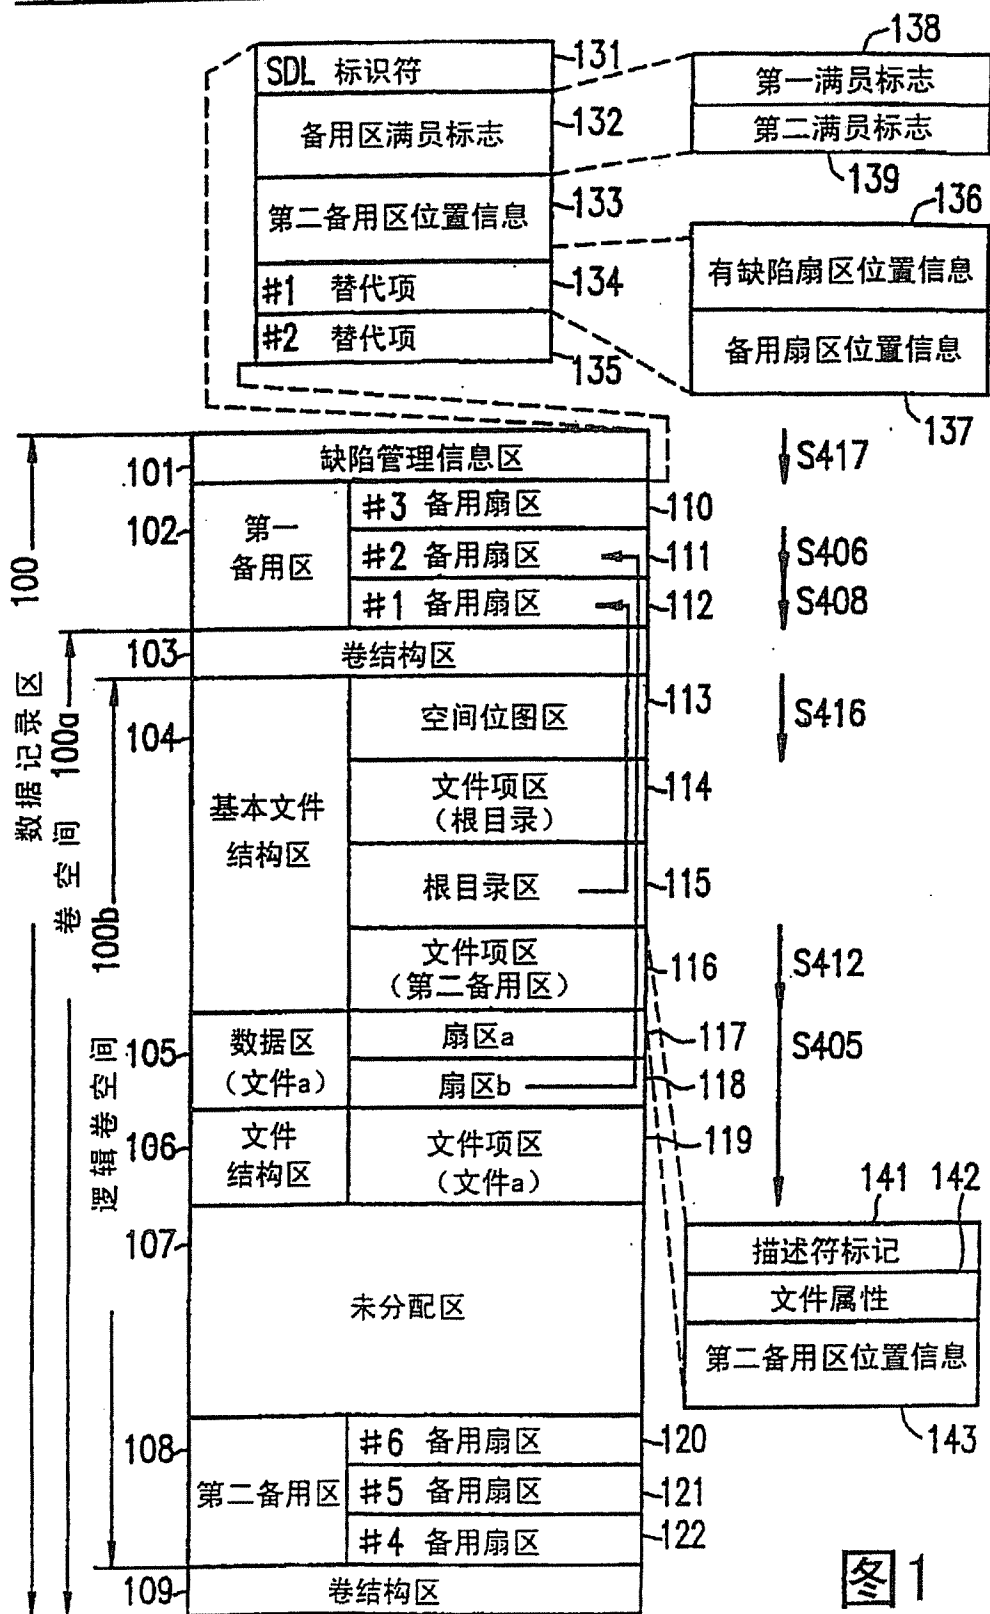 138
SDL 标识符
131
第一满员标志
备用区满员标志
132
第二满员标志
139
第二备用区位置信息
133
136
#1 替代项
134
有缺陷扇区位置信息
#2 替代项
135
备用扇区位置信息
137
100
数据记录区
100a
卷空间
100b
逻辑卷空间
101
缺陷管理信息区
S417
102
第一
备用区
#3 备用扇区
110
#2 备用扇区
111
S406
#1 备用扇区
112
S408
103
卷结构区
104
基本文件
结构区
空间位图区
113
S416
文件项区
(根目录)
114
根目录区
115
文件项区
(第二备用区)
116
S412
105
数据区
(文件a)
扇区a
117
S405
扇区b
118
106
文件
结构区
文件项区
(文件a)
119
107
未分配区
141
142
描述符标记
文件属性
第二备用区位置信息
143
108
第二备用区
#6 备用扇区
120
#5 备用扇区
121
#4 备用扇区
122
109
卷结构区
图1